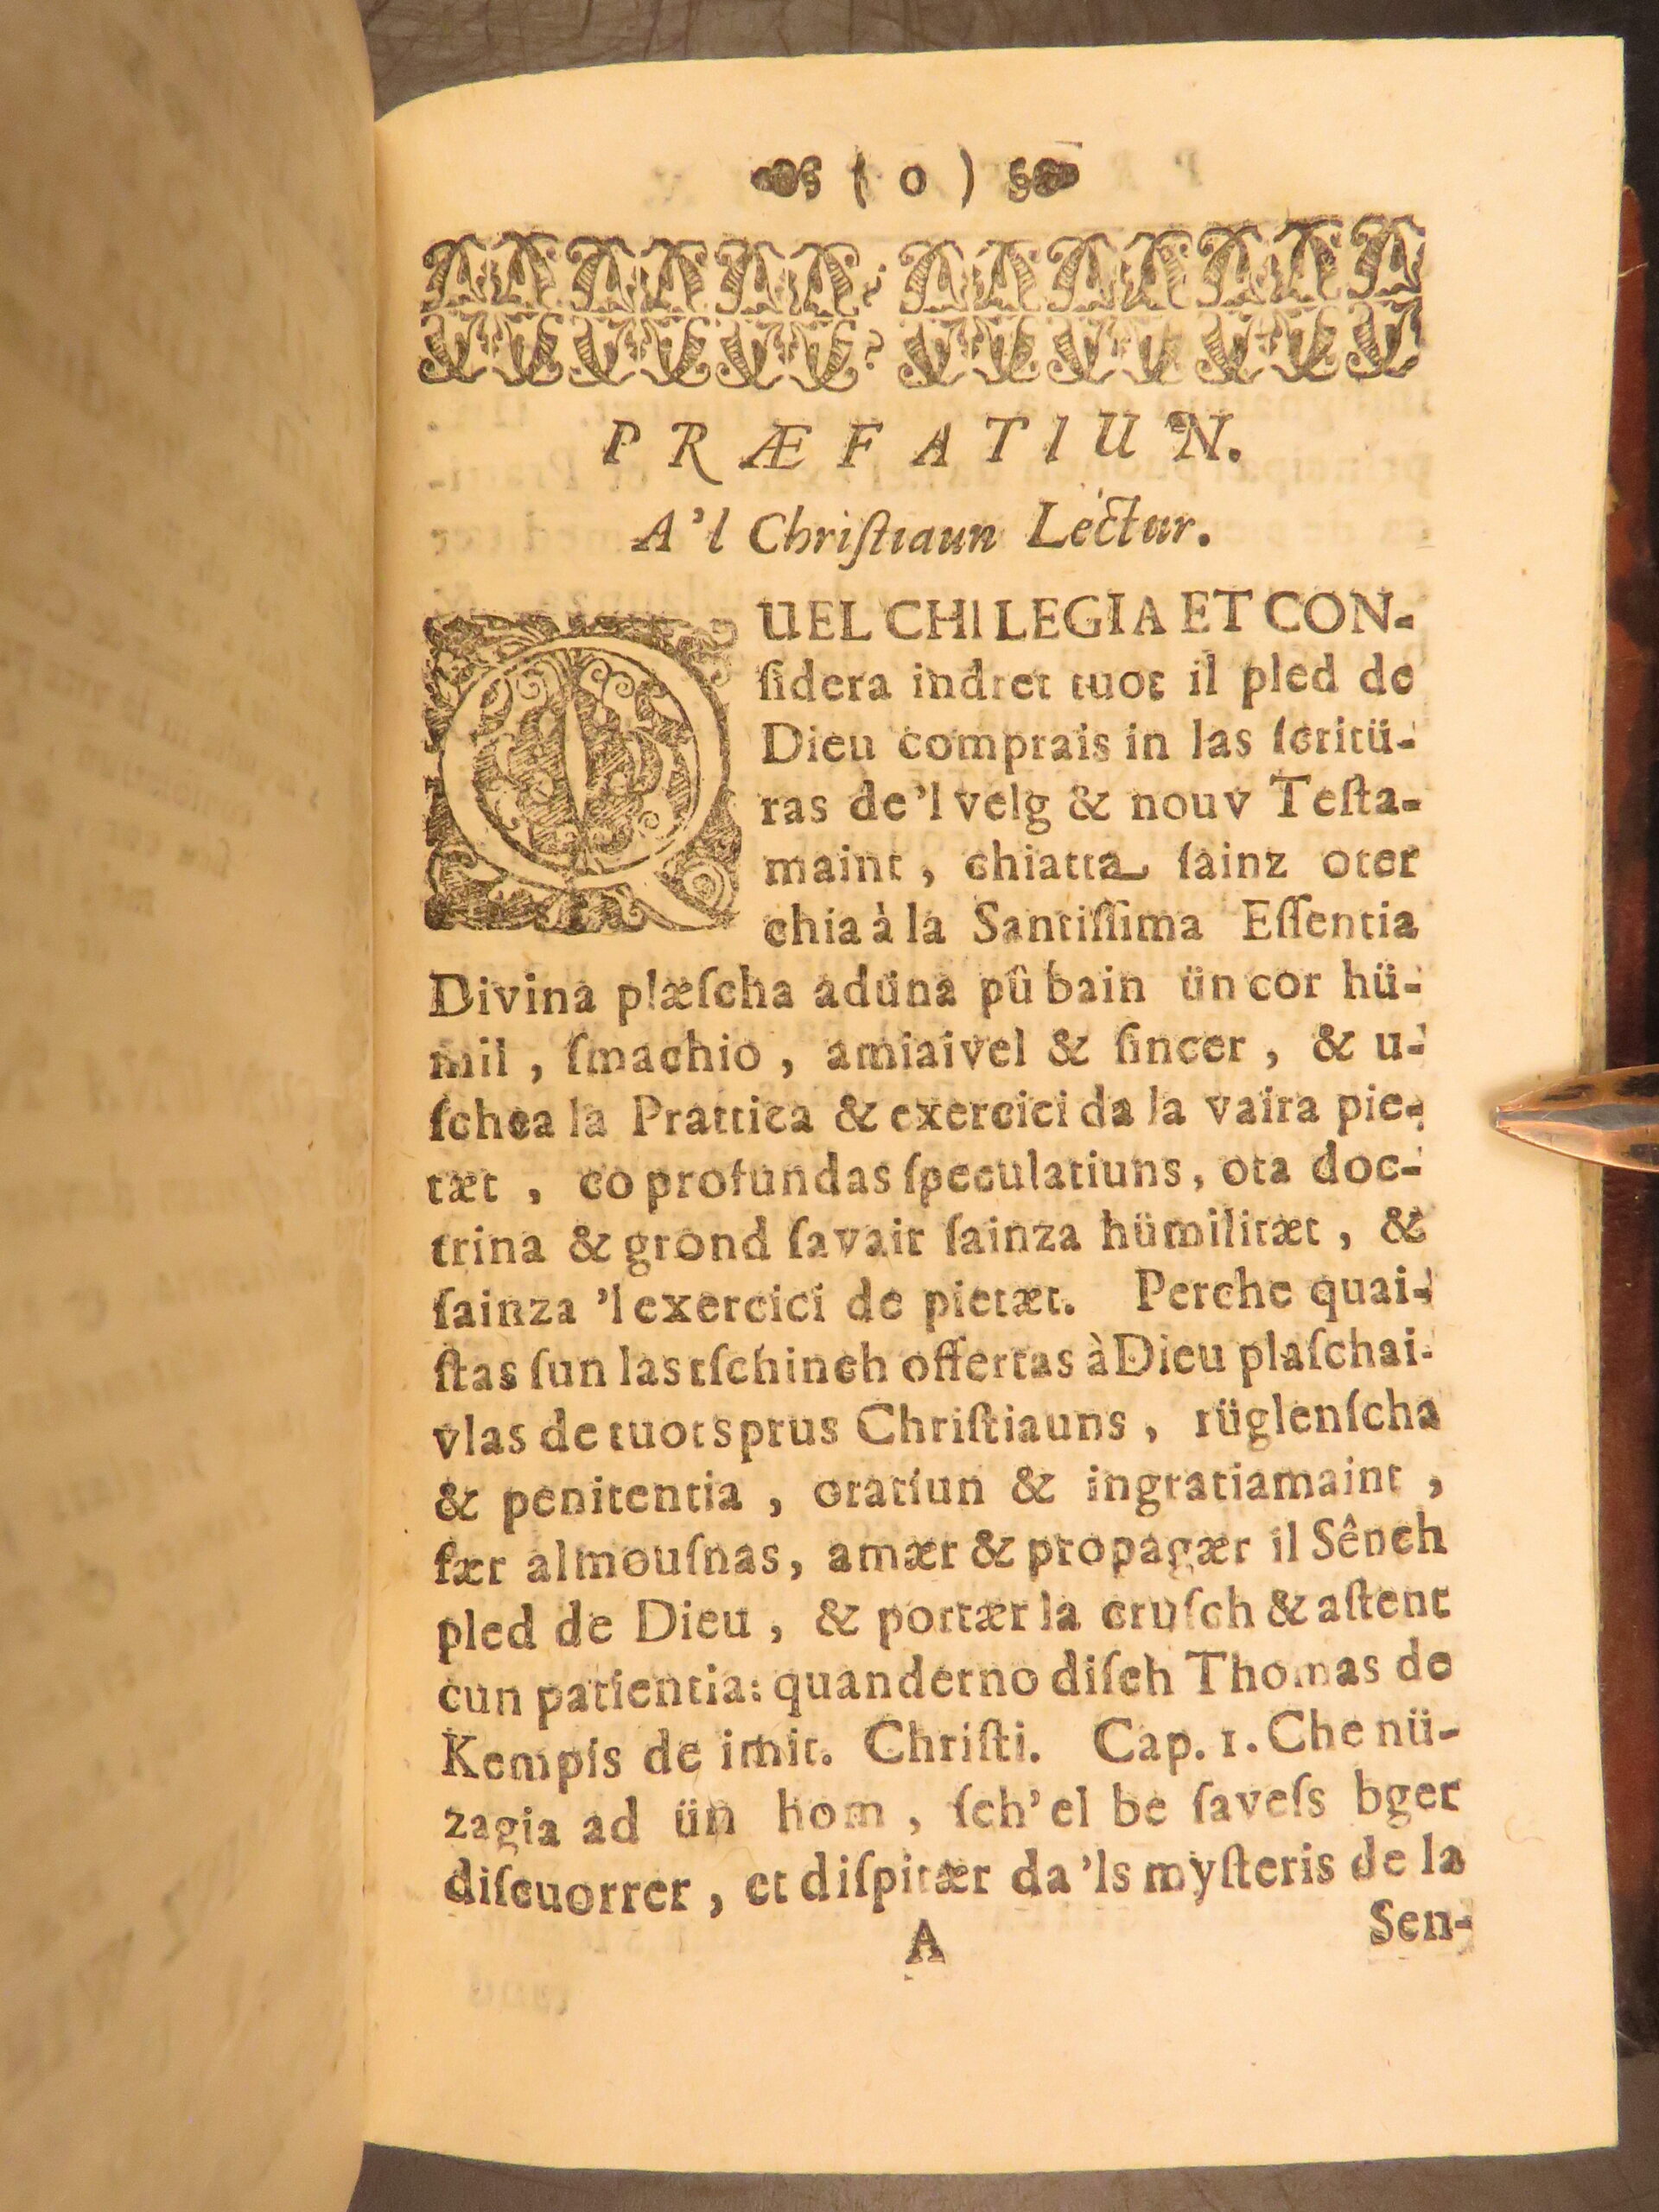 ( o )
PRÆFATIUN.
A'l Chriſtiaun Lectur.
QUEL CHI LEGIA ET CON-
ſidera indret tuot il pled de
Dieu comprais in las ſcritü-
ras de'l velg & nouv Teſta-
maint, chiatta ſainz oter
chia à la Santiſſima Eſſentia
Divina plæſcha adüna pû bain ün cor hü-
mil, ſmachio, amiaivel & ſincer, & u-
ſchea la Prattica & exercici da la vaira pie-
tæt, co profundas ſpeculatiuns, ota doc-
trina & grond ſavair ſainza hümilitæt, &
ſainza 'l exercici de pietæt. Perche quai-
ſtas ſun las tſchinch offertas à Dieu plaſchai-
vlas de tuots prus Chriſtiauns, rüglenſcha
& penitentia, oratiun & ingratiamaint,
fær almouſnas, amær & propagær il Sênch
pled de Dieu, & portær la cruſch & aſtent
cun patientia: quanderno diſch Thomas de
Kempis de imit. Chriſti. Cap. 1. Che nü-
zagia ad ün hom, ſch'el be ſaveſs bger
diſcuorrer, et diſpitær da 'ls myſteris de la
A
Sen-